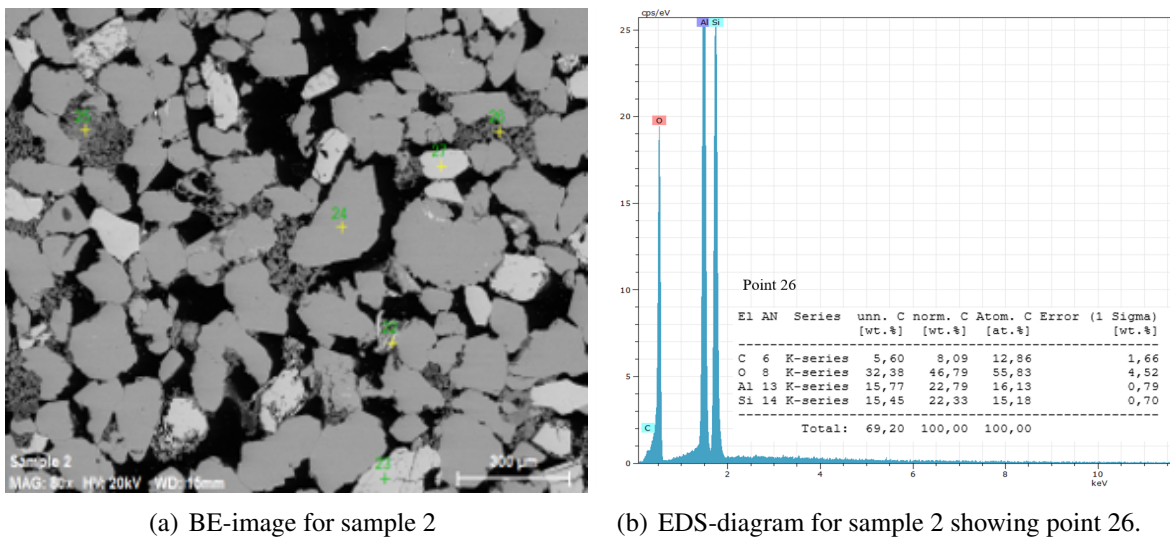 25
26
27
24
23
Sample 2
300 µm
MAG: 80x HV: 20kV WD: 15mm
cps/eV
Al Si
25
20
O
15
10
5
C
0
2
4
6
8
10
keV
Point 26
El AN Series unn. C norm. C Atom. C Error (1 Sigma)
[wt.%] [wt.%] [at.%] [wt.%]
C 6 K-series 5,60 8,09 12,86 1,66
O 8 K-series 32,38 46,79 55,83 4,52
Al 13 K-series 15,77 22,79 16,13 0,79
Si 14 K-series 15,45 22,33 15,18 0,70
Total: 69,20 100,00 100,00
(a) BE-image for sample 2
(b) EDS-diagram for sample 2 showing point 26.